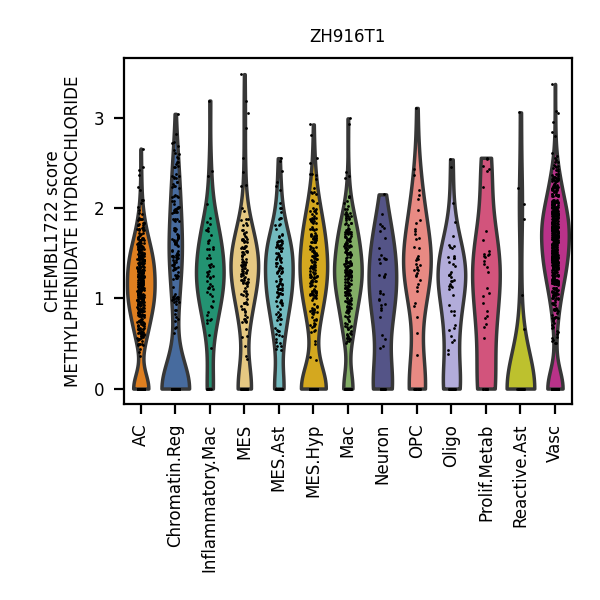 ZH916T1
CHEMBL1722 score
METHYLPHENIDATE HYDROCHLORIDE
3
2
1
0
AC
Chromatin.Reg
Inflammatory.Mac
MES
MES.Ast
MES.Hyp
Mac
Neuron
OPC
Oligo
Prolif.Metab
Reactive.Ast
Vasc